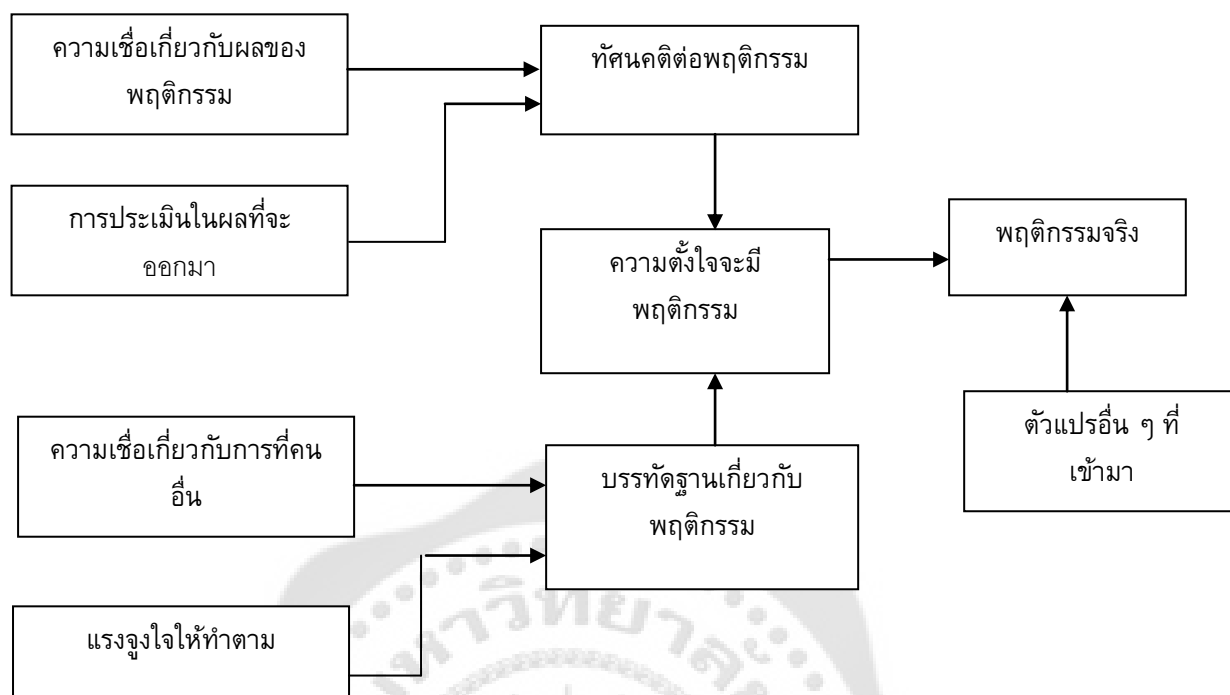 ความเชื่อเกี่ยวกับผลของ
พฤติกรรม
ทัศนคติต่อพฤติกรรม
การประเมินในผลที่จะ
ออกมา
ความตั้งใจจะมี
พฤติกรรม
พฤติกรรมจริง
ความเชื่อเกี่ยวกับการที่คน
อื่น
บรรทัดฐานเกี่ยวกับ
พฤติกรรม
ตัวแปรอื่น ๆ ที่
เข้ามา
แรงจูงใจให้ทำตาม